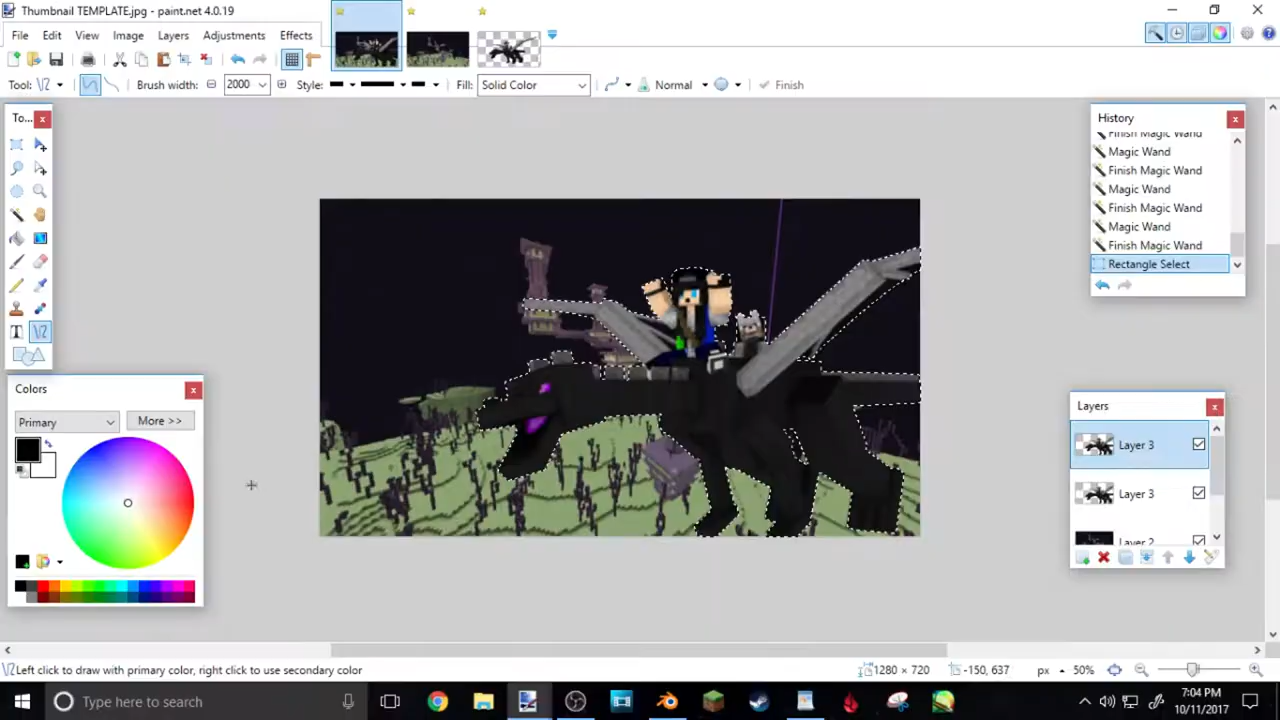 Thumbnail TEMPLATE.jpg - paint.net 4.0.19
File Edit View Image Layers Adjustments Effects
Tool: Brush width: 2000 Style: Fill: Solid Color Normal Finish
To...
History
Finish Magic Wand
Magic Wand
Finish Magic Wand
Magic Wand
Finish Magic Wand
Magic Wand
Finish Magic Wand
Rectangle Select
Colors
Primary
More >>
Layers
Layer 3
Layer 3
Layer 2
Left click to draw with primary color, right click to use secondary color
1280 × 720
-150, 637
px
50%
Type here to search
7:04 PM
10/11/2017